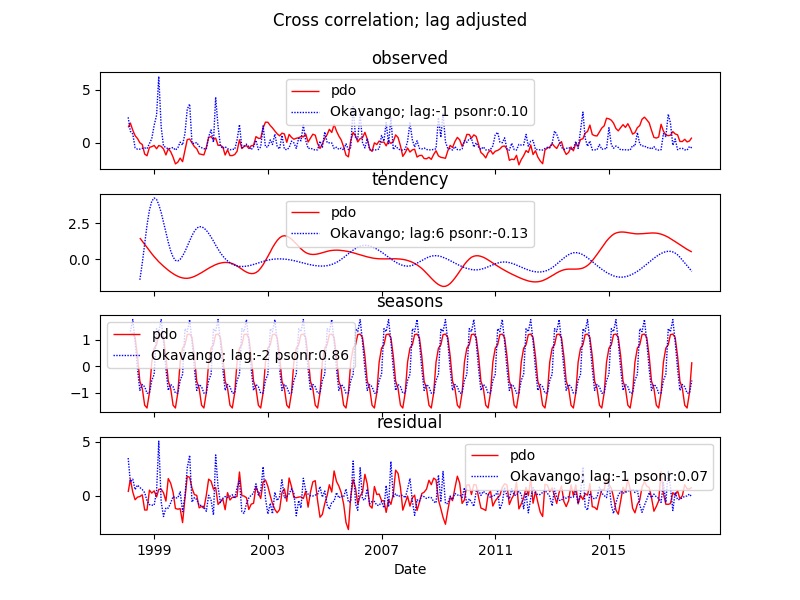 Cross correlation; lag adjusted
observed
5
0
pdo
Okavango; lag:-1 psonr:0.10
tendency
2.5
0.0
pdo
Okavango; lag:6 psonr:-0.13
seasons
1
0
−1
pdo
Okavango; lag:-2 psonr:0.86
residual
5
0
pdo
Okavango; lag:-1 psonr:0.07
1999 2003 2007 2011 2015
Date